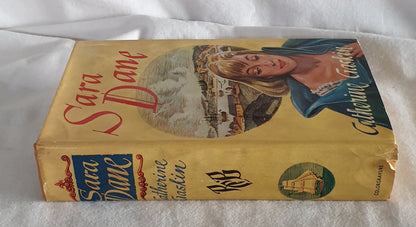 Sara
Dane
Catherine Gaskin
Sara
Dane
Catherine
Gaskin